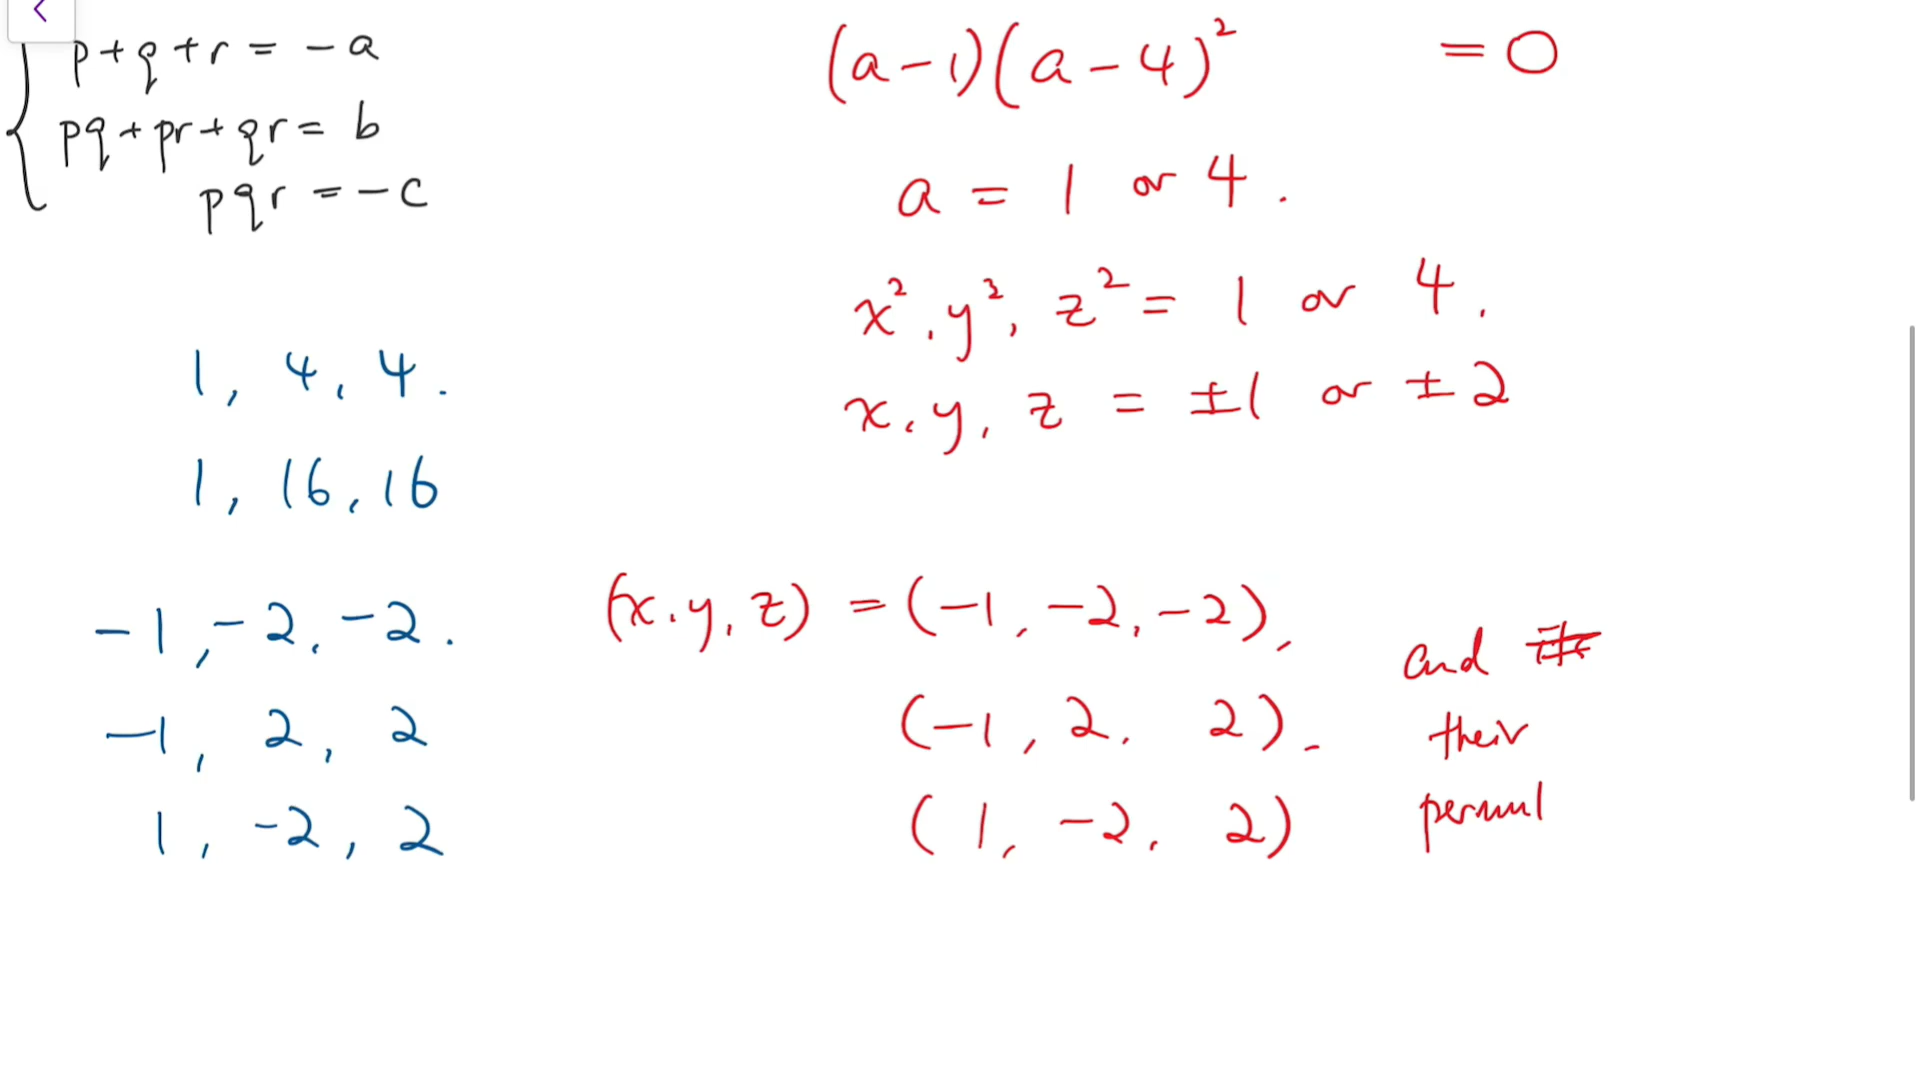 p+q+r = -a
pq+pr+qr = b
pqr = -c
1, 4, 4.
1, 16, 16
-1, -2, -2.
-1, 2, 2
1, -2, 2
(a-1)(a-4)² = 0
a = 1 or 4.
x², y², z² = 1 or 4.
x, y, z = ±1 or ±2
(x, y, z) = (-1, -2, -2),
(-1, 2, 2).
(1, -2, 2)
and
their
permut